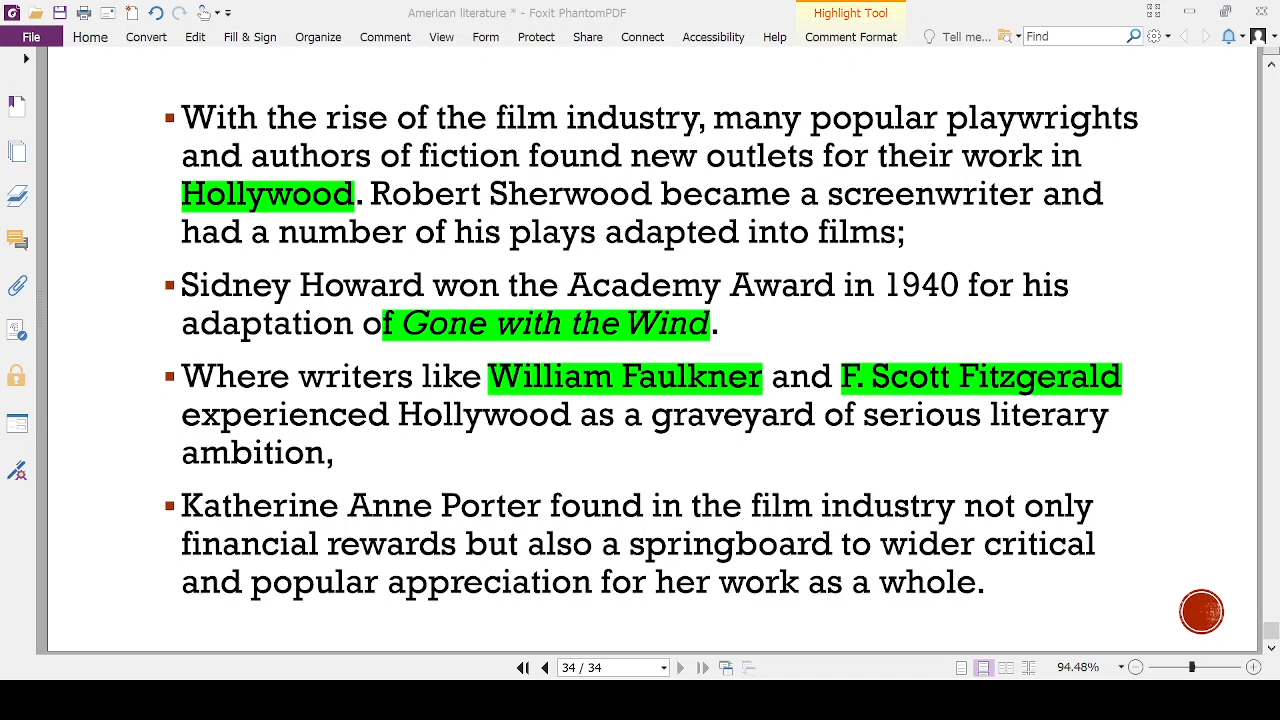 American literature * - Foxit PhantomPDF
Highlight Tool
File Home Convert Edit Fill & Sign Organize Comment View Form Protect Share Connect Accessibility Help Comment Format Tell me... Find
▪ With the rise of the film industry, many popular playwrights
and authors of fiction found new outlets for their work in
Hollywood. Robert Sherwood became a screenwriter and
had a number of his plays adapted into films;
▪ Sidney Howard won the Academy Award in 1940 for his
adaptation of Gone with the Wind.
▪ Where writers like William Faulkner and F. Scott Fitzgerald
experienced Hollywood as a graveyard of serious literary
ambition,
▪ Katherine Anne Porter found in the film industry not only
financial rewards but also a springboard to wider critical
and popular appreciation for her work as a whole.
34 / 34
94.48%